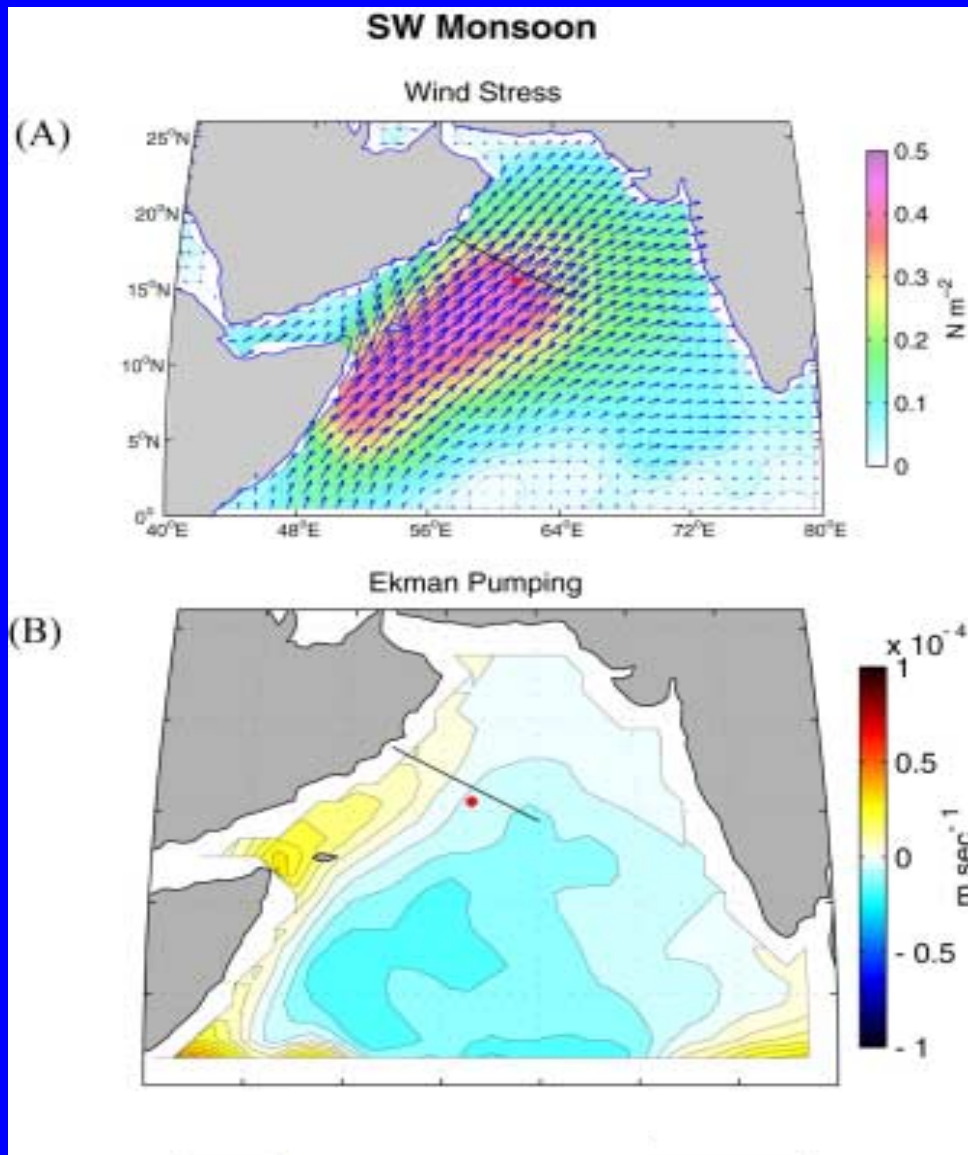 SW Monsoon
Wind Stress
(A)
25°N
20°N
15°N
10°N
5°N
0°
40°E 48°E 56°E 64°E 72°E 80°E
0.5
0.4
0.3
0.2
0.1
0
N m⁻²
Ekman Pumping
(B)
x 10⁻⁴
1
0.5
0
- 0.5
- 1
m sec⁻¹